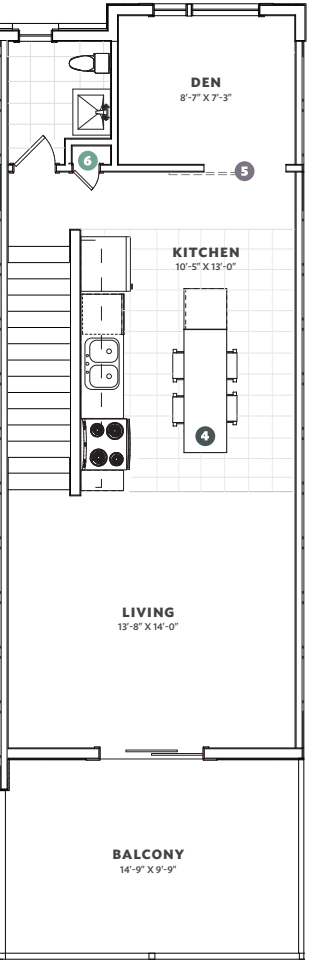 DEN
8'-7" X 7'-3"
6
5
KITCHEN
10'-5" X 13'-0"
4
LIVING
13'-8" X 14'-0"
BALCONY
14'-9" X 9'-9"